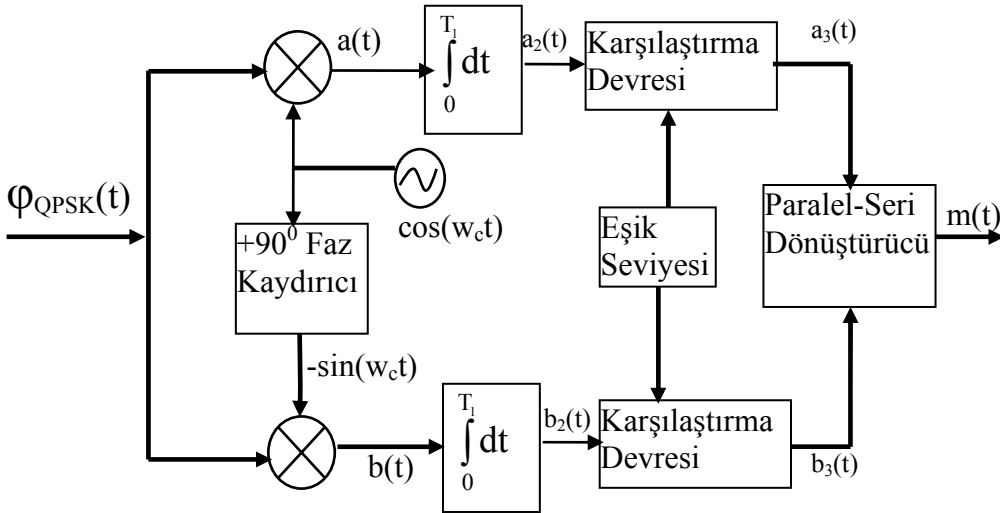 a(t)
T₁
∫dt
0
a₂(t)
Karşılaştırma
Devresi
a₃(t)
φQPSK(t)
cos(wct)
+90⁰ Faz
Kaydırıcı
Eşik
Seviyesi
Paralel-Seri
Dönüştürücü
m(t)
-sin(wct)
b(t)
T₁
∫dt
0
b₂(t)
Karşılaştırma
Devresi
b₃(t)